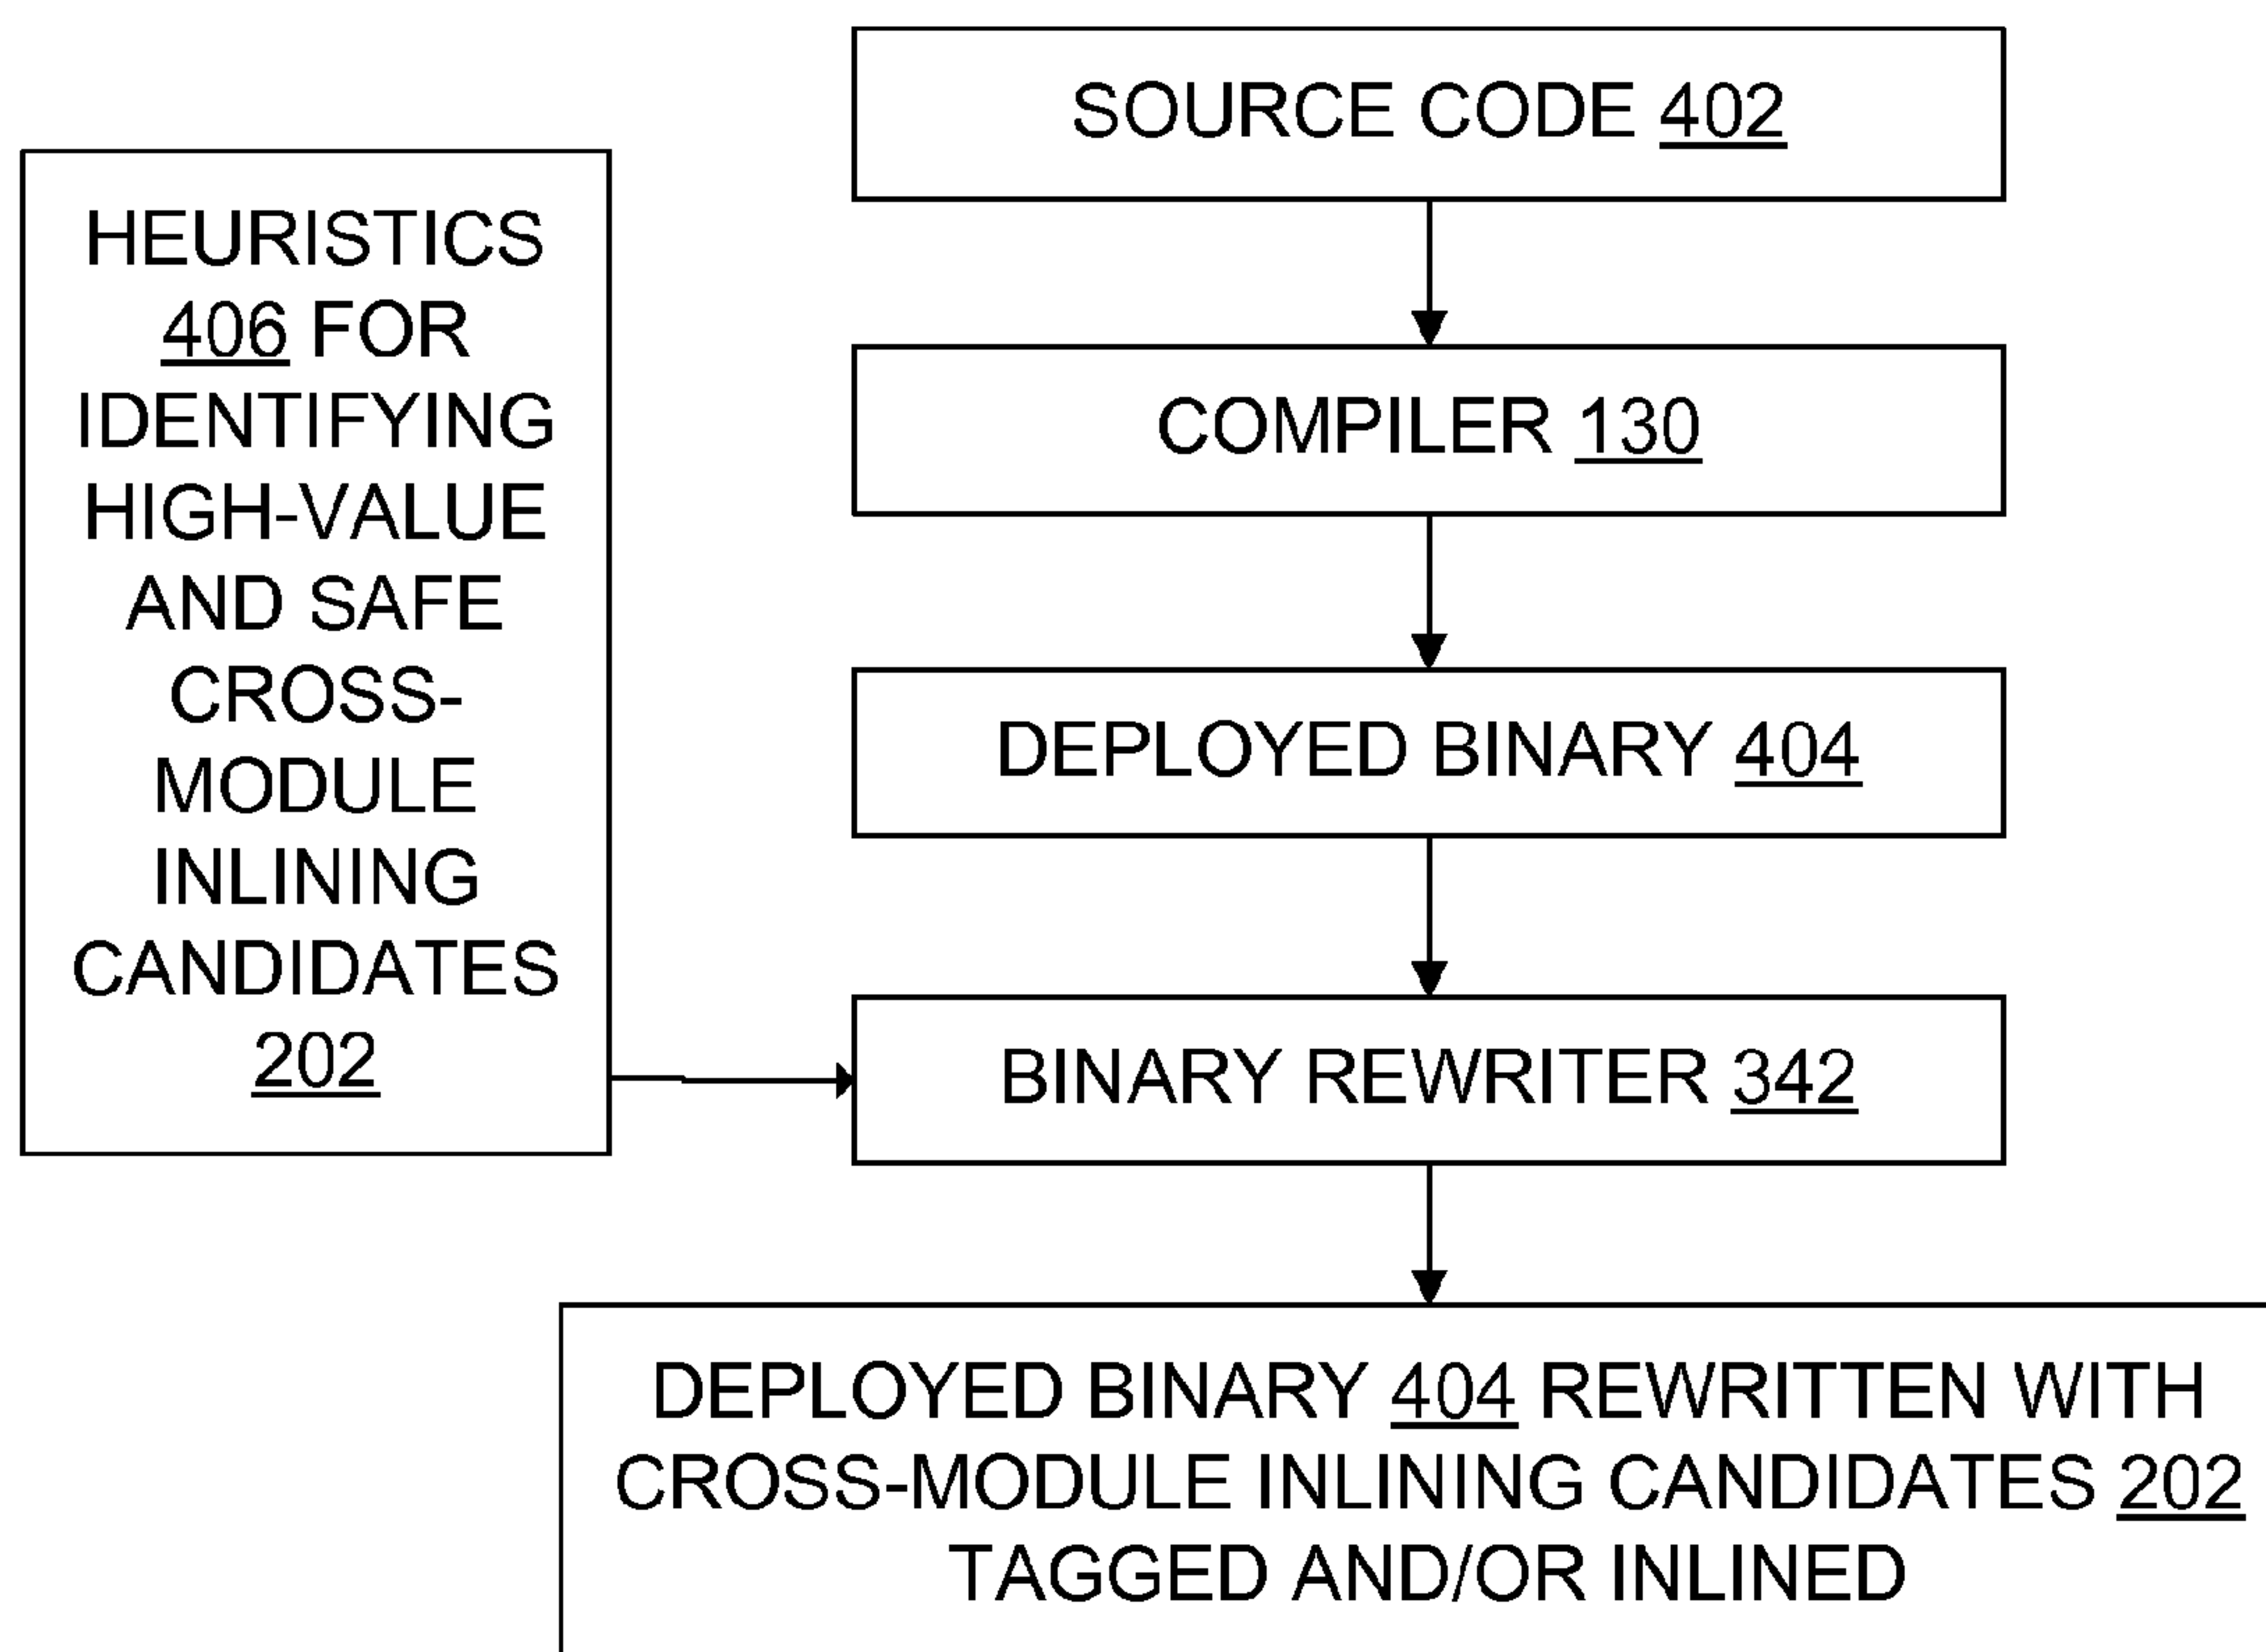 SOURCE CODE 402
HEURISTICS
406 FOR
IDENTIFYING
HIGH-VALUE
AND SAFE
CROSS-
MODULE
INLINING
CANDIDATES
202
COMPILER 130
DEPLOYED BINARY 404
BINARY REWRITER 342
DEPLOYED BINARY 404 REWRITTEN WITH
CROSS-MODULE INLINING CANDIDATES 202
TAGGED AND/OR INLINED